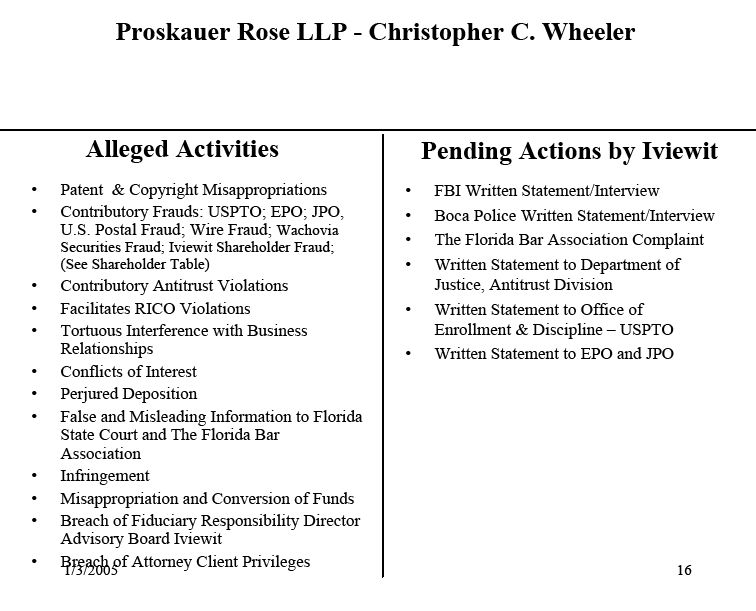 Proskauer Rose LLP - Christopher C. Wheeler
Alleged Activities
• Patent & Copyright Misappropriations
• Contributory Frauds: USPTO; EPO; JPO,
U.S. Postal Fraud; Wire Fraud; Wachovia
Securities Fraud; Iviewit Shareholder Fraud;
(See Shareholder Table)
• Contributory Antitrust Violations
• Facilitates RICO Violations
• Tortuous Interference with Business
Relationships
• Conflicts of Interest
• Perjured Deposition
• False and Misleading Information to Florida
State Court and The Florida Bar
Association
• Infringement
• Misappropriation and Conversion of Funds
• Breach of Fiduciary Responsibility Director
Advisory Board Iviewit
• Breach of Attorney Client Privileges
Pending Actions by Iviewit
• FBI Written Statement/Interview
• Boca Police Written Statement/Interview
• The Florida Bar Association Complaint
• Written Statement to Department of
Justice, Antitrust Division
• Written Statement to Office of
Enrollment & Discipline – USPTO
• Written Statement to EPO and JPO
1/3/2005
16